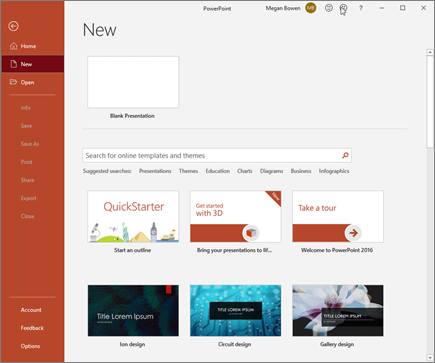 PowerPoint
Megan Bowen
MB
?
Home
New
Open
Info
Save
Save As
Print
Share
Export
Close
Account
Feedback
Options
New
Blank Presentation
Search for online templates and themes
Suggested searches: Presentations Themes Education Charts Diagrams Business Infographics
QuickStarter
Start an outline
Get started
with 3D
New
Bring your presentations to lif...
Take a tour
Welcome to PowerPoint 2016
Title Lorem Ipsum
Ion design
TITLE LOREM IPSUM
Circuit design
TITLE LOREM IPSUM
Gallery design